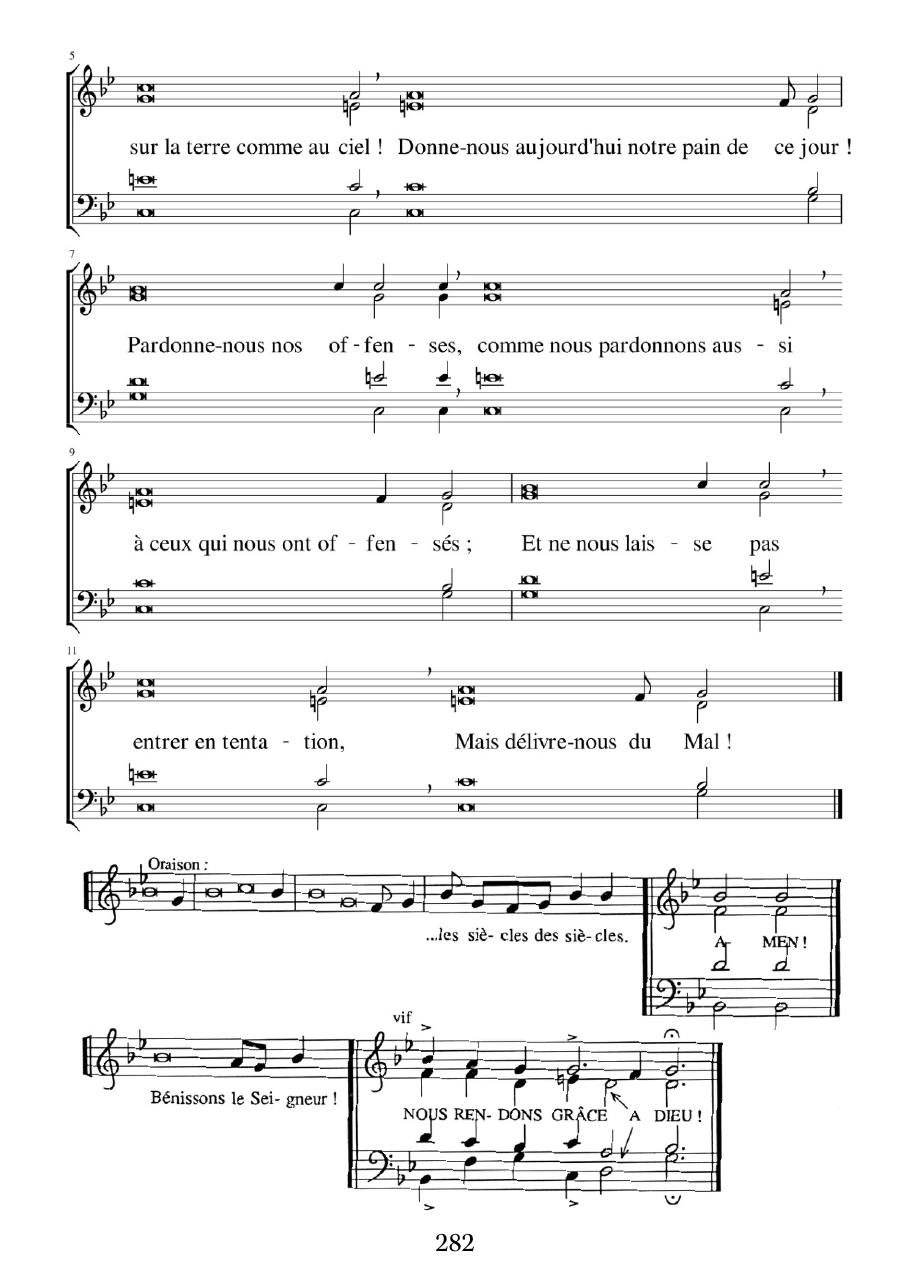 5
sur la terre comme au ciel ! Donne-nous aujourd'hui notre pain de ce jour !
7
Pardonne-nous nos of - fen - ses, comme nous pardonnons aus - si
9
à ceux qui nous ont of - fen - sés ; Et ne nous lais - se pas
11
entrer en tenta - tion, Mais délivre-nous du Mal !
Oraison :
...les siè- cles des siè- cles.
A- MEN !
vif
Bénissons le Sei- gneur !
NOUS REN- DONS GRÂCE A DIEU !
282